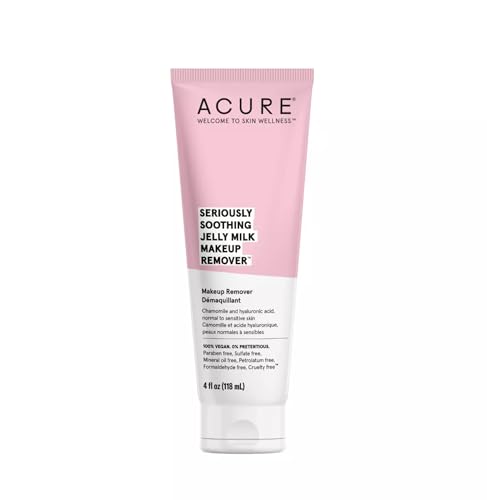 ACURE®
WELCOME TO SKIN WELLNESS™
SERIOUSLY
SOOTHING
JELLY MILK
MAKEUP
REMOVER™
Makeup Remover
Démaquillant
Chamomile and hyaluronic acid,
normal to sensitive skin
Camomille et acide hyaluronique,
peaux normales à sensibles
100% VEGAN. 0% PRETENTIOUS.
Paraben free, Sulfate free,
Mineral oil free, Petrolatum free,
Formaldehyde free, Cruelty free™
4 fl oz (118 mL)